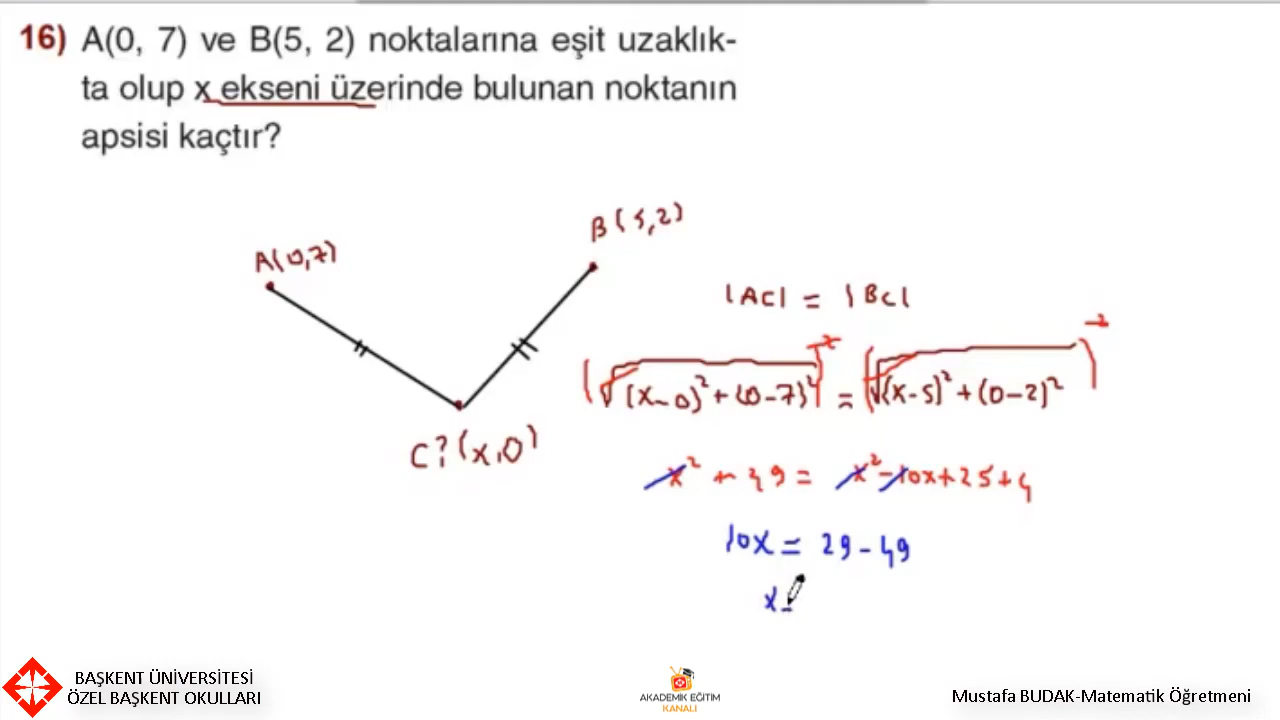 16) A(0, 7) ve B(5, 2) noktalarına eşit uzaklık-
ta olup x ekseni üzerinde bulunan noktanın
apsisi kaçtır?
A(0,7)
B(5,2)
C?(x,0)
|AC| = |BC|
(√(x-0)²+(0-7)²)² = (√(x-5)²+(0-2)²)²
x² + 49 = x²-10x+25+4
10x = 29-49
x=
BAŞKENT ÜNİVERSİTESİ
ÖZEL BAŞKENT OKULLARI
AKADEMİK EĞİTİM
KANALI
Mustafa BUDAK-Matematik Öğretmeni